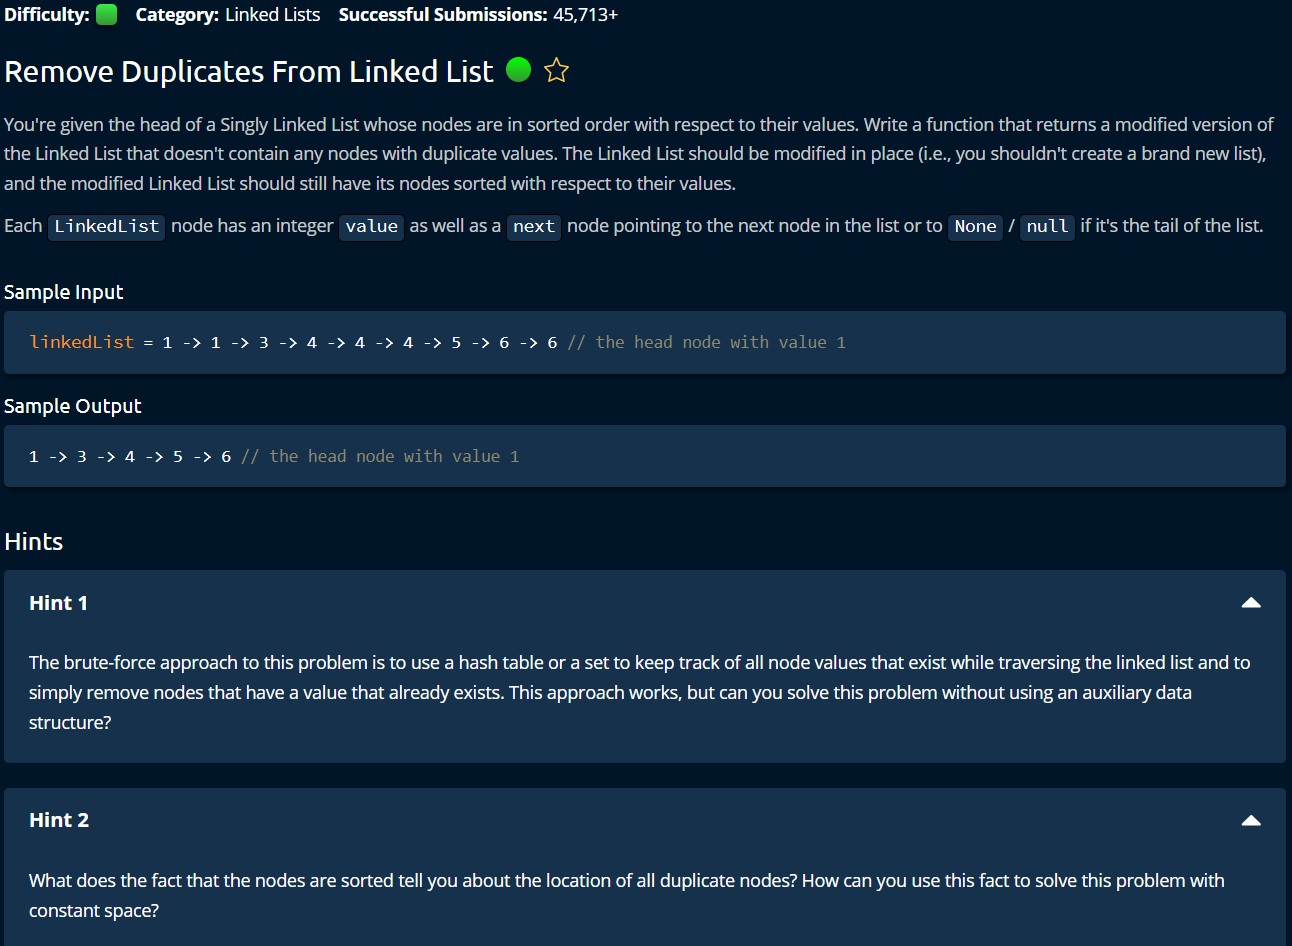 Difficulty: Category: Linked Lists Successful Submissions: 45,713+
Remove Duplicates From Linked List
You're given the head of a Singly Linked List whose nodes are in sorted order with respect to their values. Write a function that returns a modified version of
the Linked List that doesn't contain any nodes with duplicate values. The Linked List should be modified in place (i.e., you shouldn't create a brand new list),
and the modified Linked List should still have its nodes sorted with respect to their values.
Each LinkedList node has an integer value as well as a next node pointing to the next node in the list or to None / null if it's the tail of the list.
Sample Input
linkedList = 1 -> 1 -> 3 -> 4 -> 4 -> 4 -> 5 -> 6 -> 6 // the head node with value 1
Sample Output
1 -> 3 -> 4 -> 5 -> 6 // the head node with value 1
Hints
Hint 1
The brute-force approach to this problem is to use a hash table or a set to keep track of all node values that exist while traversing the linked list and to
simply remove nodes that have a value that already exists. This approach works, but can you solve this problem without using an auxiliary data
structure?
Hint 2
What does the fact that the nodes are sorted tell you about the location of all duplicate nodes? How can you use this fact to solve this problem with
constant space?